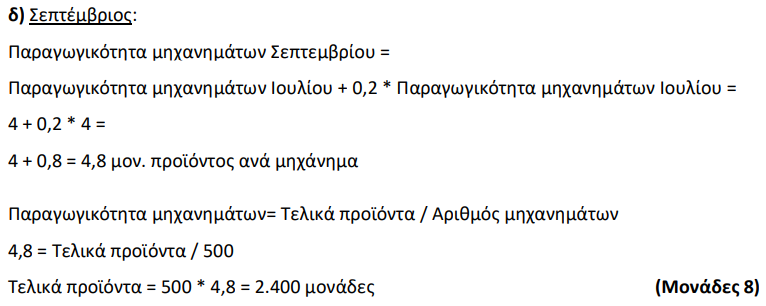 δ) Σεπτέμβριος:
Παραγωγικότητα μηχανημάτων Σεπτεμβρίου =
Παραγωγικότητα μηχανημάτων Ιουλίου + 0,2 * Παραγωγικότητα μηχανημάτων Ιουλίου =
4 + 0,2 * 4 =
4 + 0,8 = 4,8 μον. προϊόντος ανά μηχάνημα
Παραγωγικότητα μηχανημάτων= Τελικά προϊόντα / Αριθμός μηχανημάτων
4,8 = Τελικά προϊόντα / 500
Τελικά προϊόντα = 500 * 4,8 = 2.400 μονάδες (Μονάδες 8)